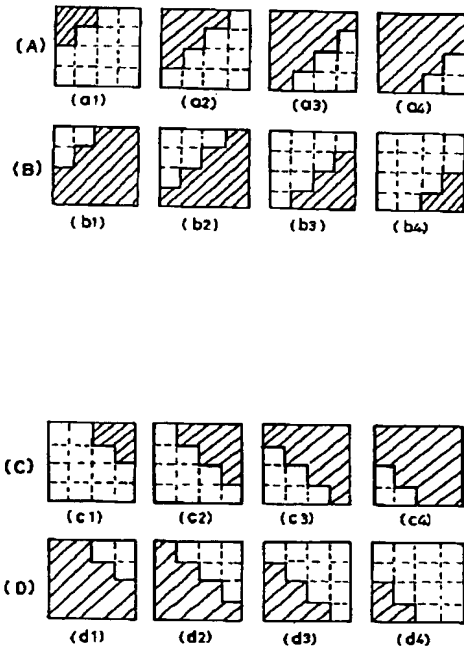 (A)
(a1) (a2) (a3) (a4)
(B)
(b1) (b2) (b3) (b4)
(C)
(c1) (c2) (c3) (c4)
(D)
(d1) (d2) (d3) (d4)